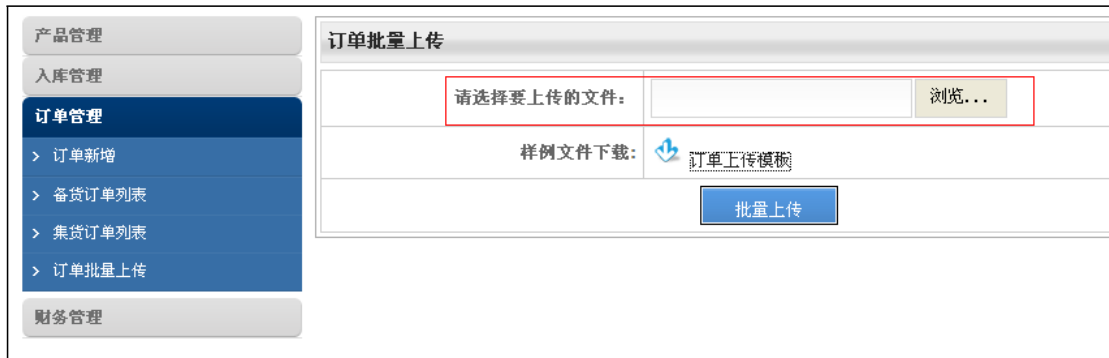 产品管理
入库管理
订单管理
> 订单新增
> 备货订单列表
> 集货订单列表
> 订单批量上传
财务管理
订单批量上传
请选择要上传的文件: 浏览...
样例文件下载: 订单上传模板
批量上传